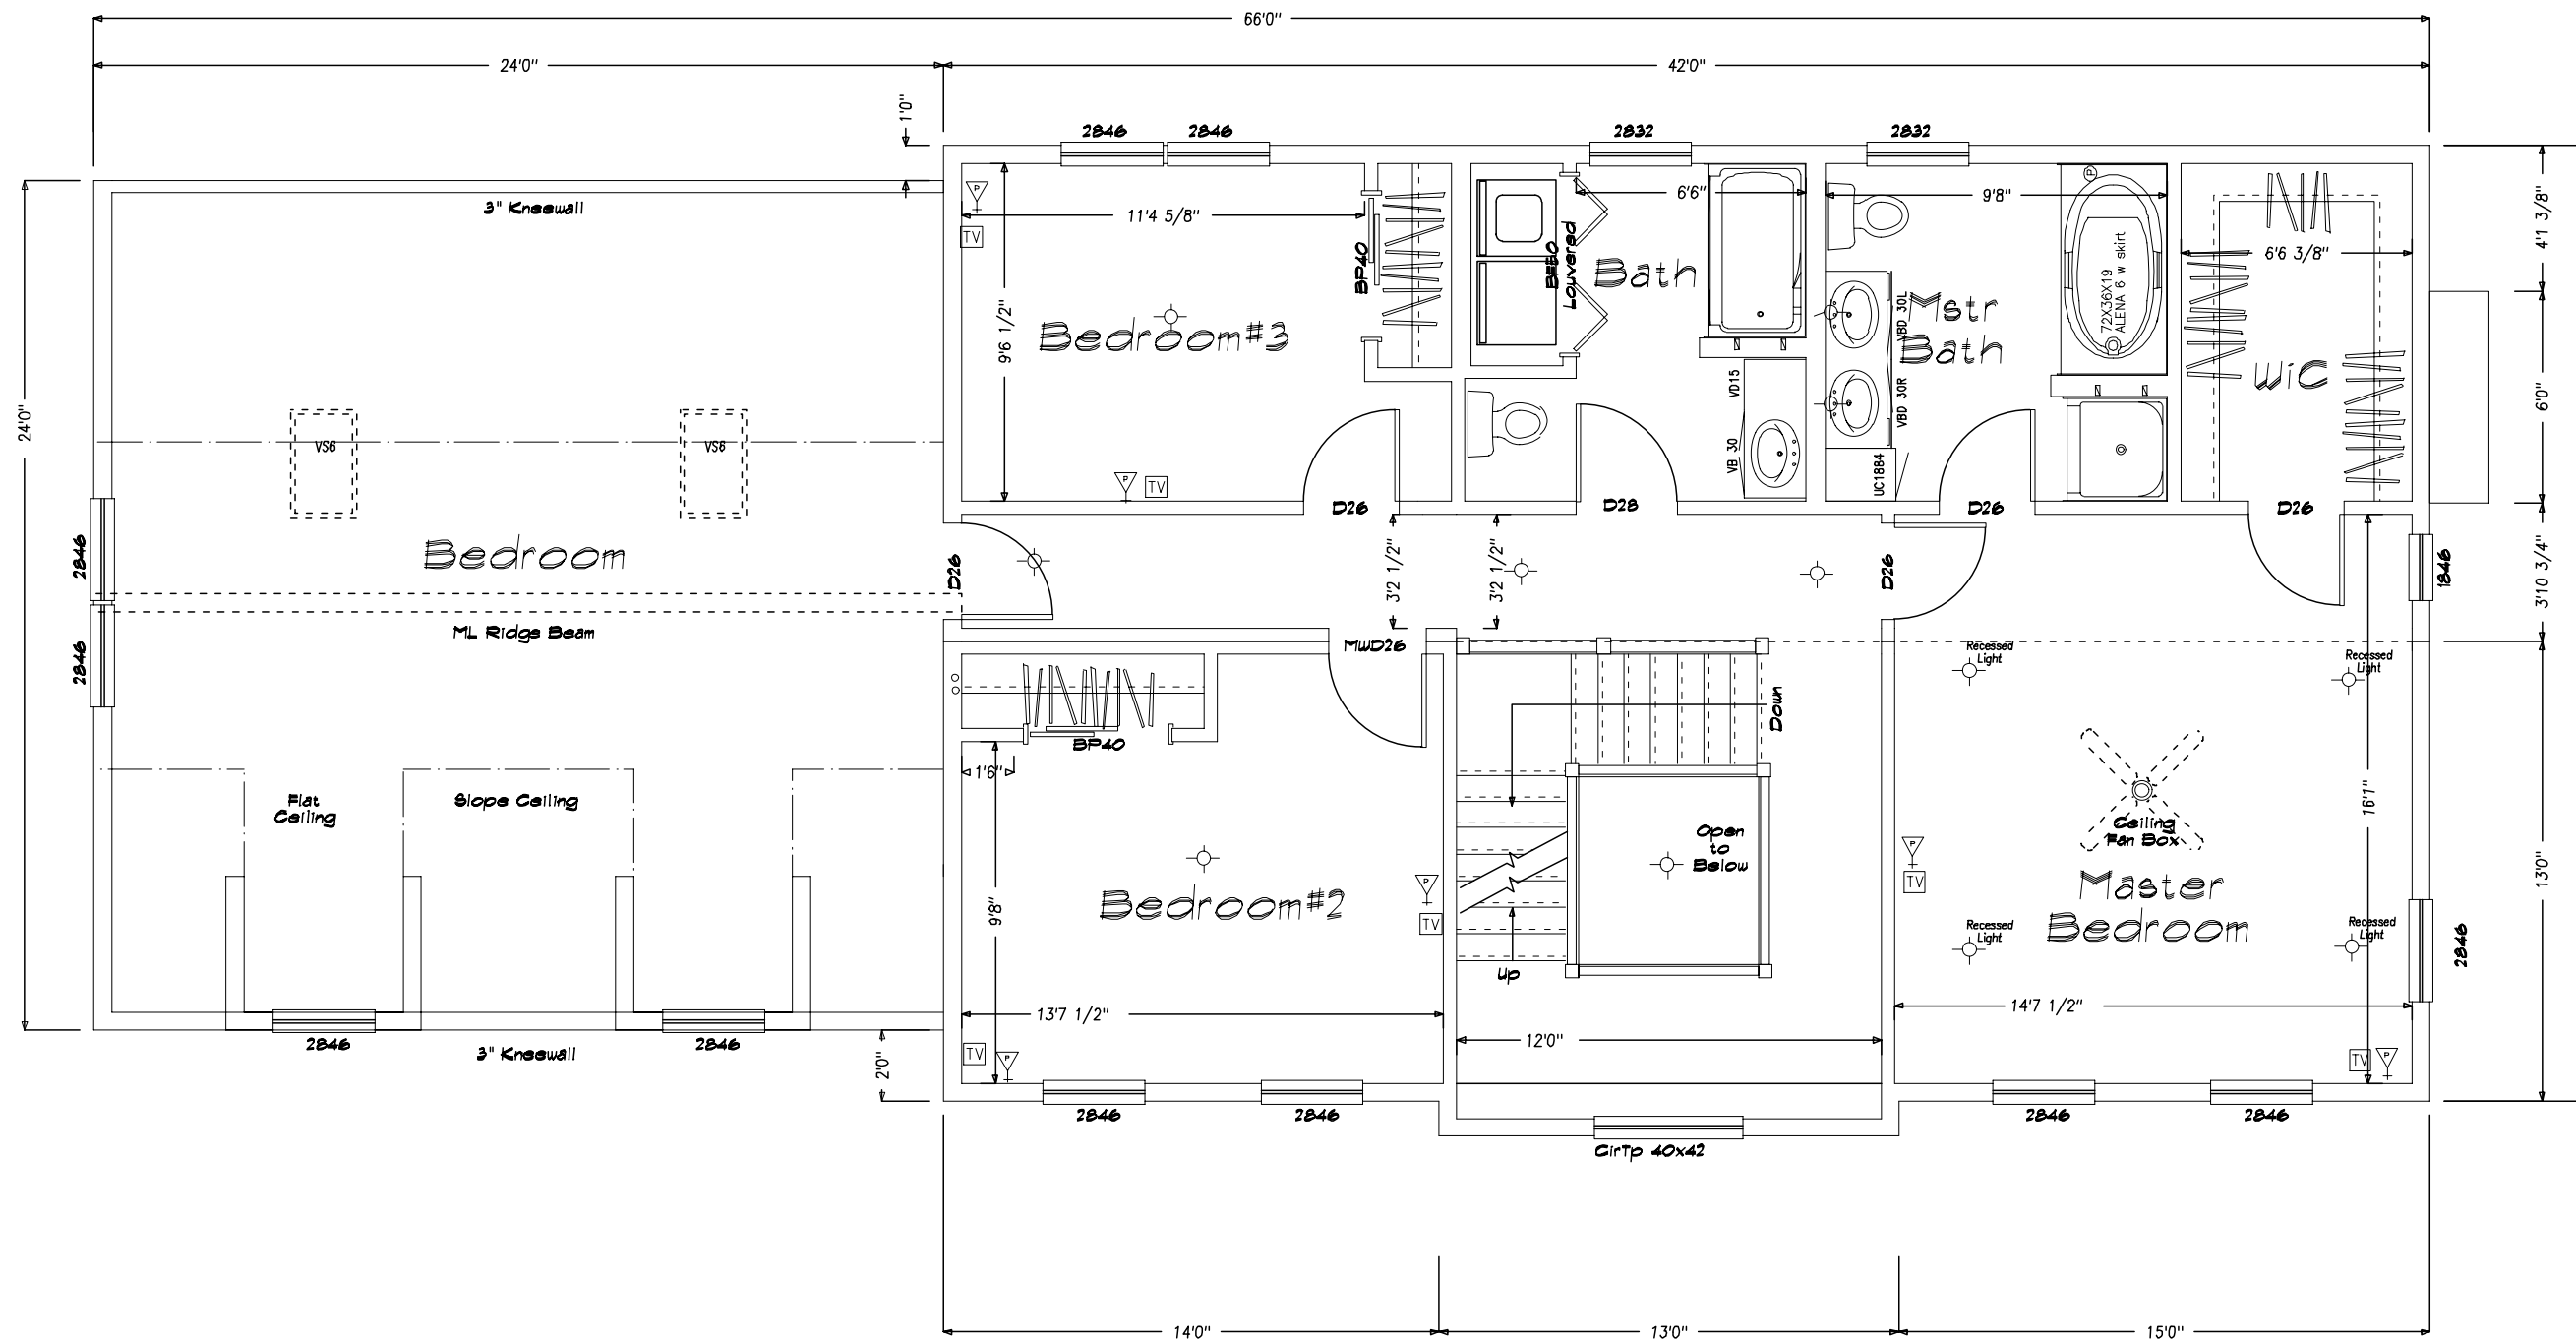 66'0"
24'0"
42'0"
1'0"
2846
2846
2832
2832
3" Kneewall
P
TV
11'4 5/8"
6'6"
9'8"
P
4'1 3/8"
BP40
Louvered
Bath
72X36X19
ALENA 6 w skirt
6'6 3/8"
9'6 1/2"
Bedroom#3
VBD 30L
Mstr
Bath
WiC
24'0"
VS6
VS6
VD15
VB 30
VBD 30R
UC1884
6'0"
P
TV
D26
D28
D26
D26
2846
Bedroom
D26
3'2 1/2"
3'2 1/2"
D26
1846
3'10 3/4"
2846
ML Ridge Beam
MWD26
Recessed
Light
Recessed
Light
Down
BP40
1'6"
Flat
Ceiling
Slope Ceiling
Open
to
Below
Ceiling
Fan Box
16'1"
P
TV
9'8"
Bedroom#2
P
TV
Master
Bedroom
13'0"
Recessed
Light
Recessed
Light
2846
Up
13'7 1/2"
14'7 1/2"
12'0"
2846
3" Kneewall
2846
2'0"
TV
P
TV
P
2846
2846
CirTp 40x42
2846
2846
14'0"
13'0"
15'0"